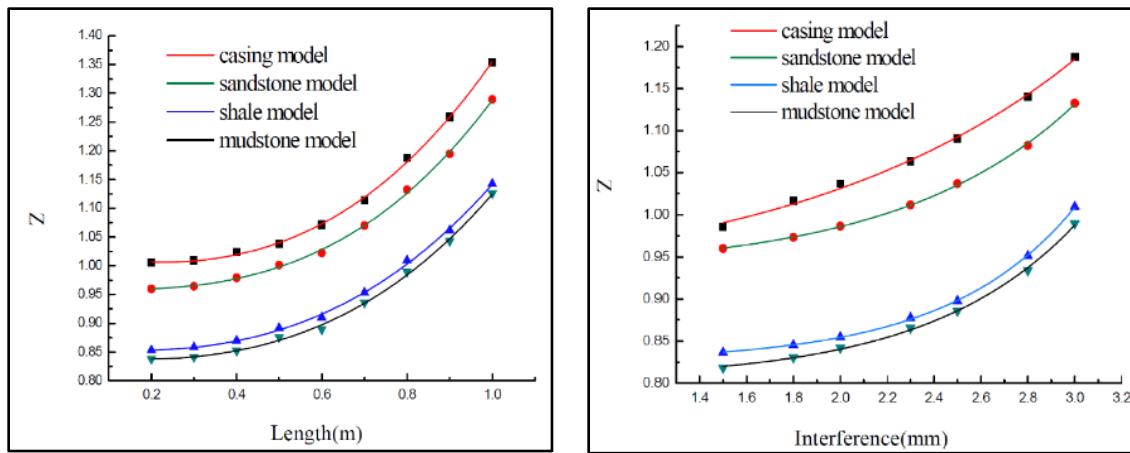 1.40
1.35
1.30
1.25
1.20
1.15
1.10
1.05
1.00
0.95
0.90
0.85
0.80
Z
casing model
sandstone model
shale model
mudstone model
0.2 0.4 0.6 0.8 1.0
Length(m)
1.20
1.15
1.10
1.05
1.00
0.95
0.90
0.85
0.80
Z
casing model
sandstone model
shale model
mudstone model
1.4 1.6 1.8 2.0 2.2 2.4 2.6 2.8 3.0 3.2
Interference(mm)